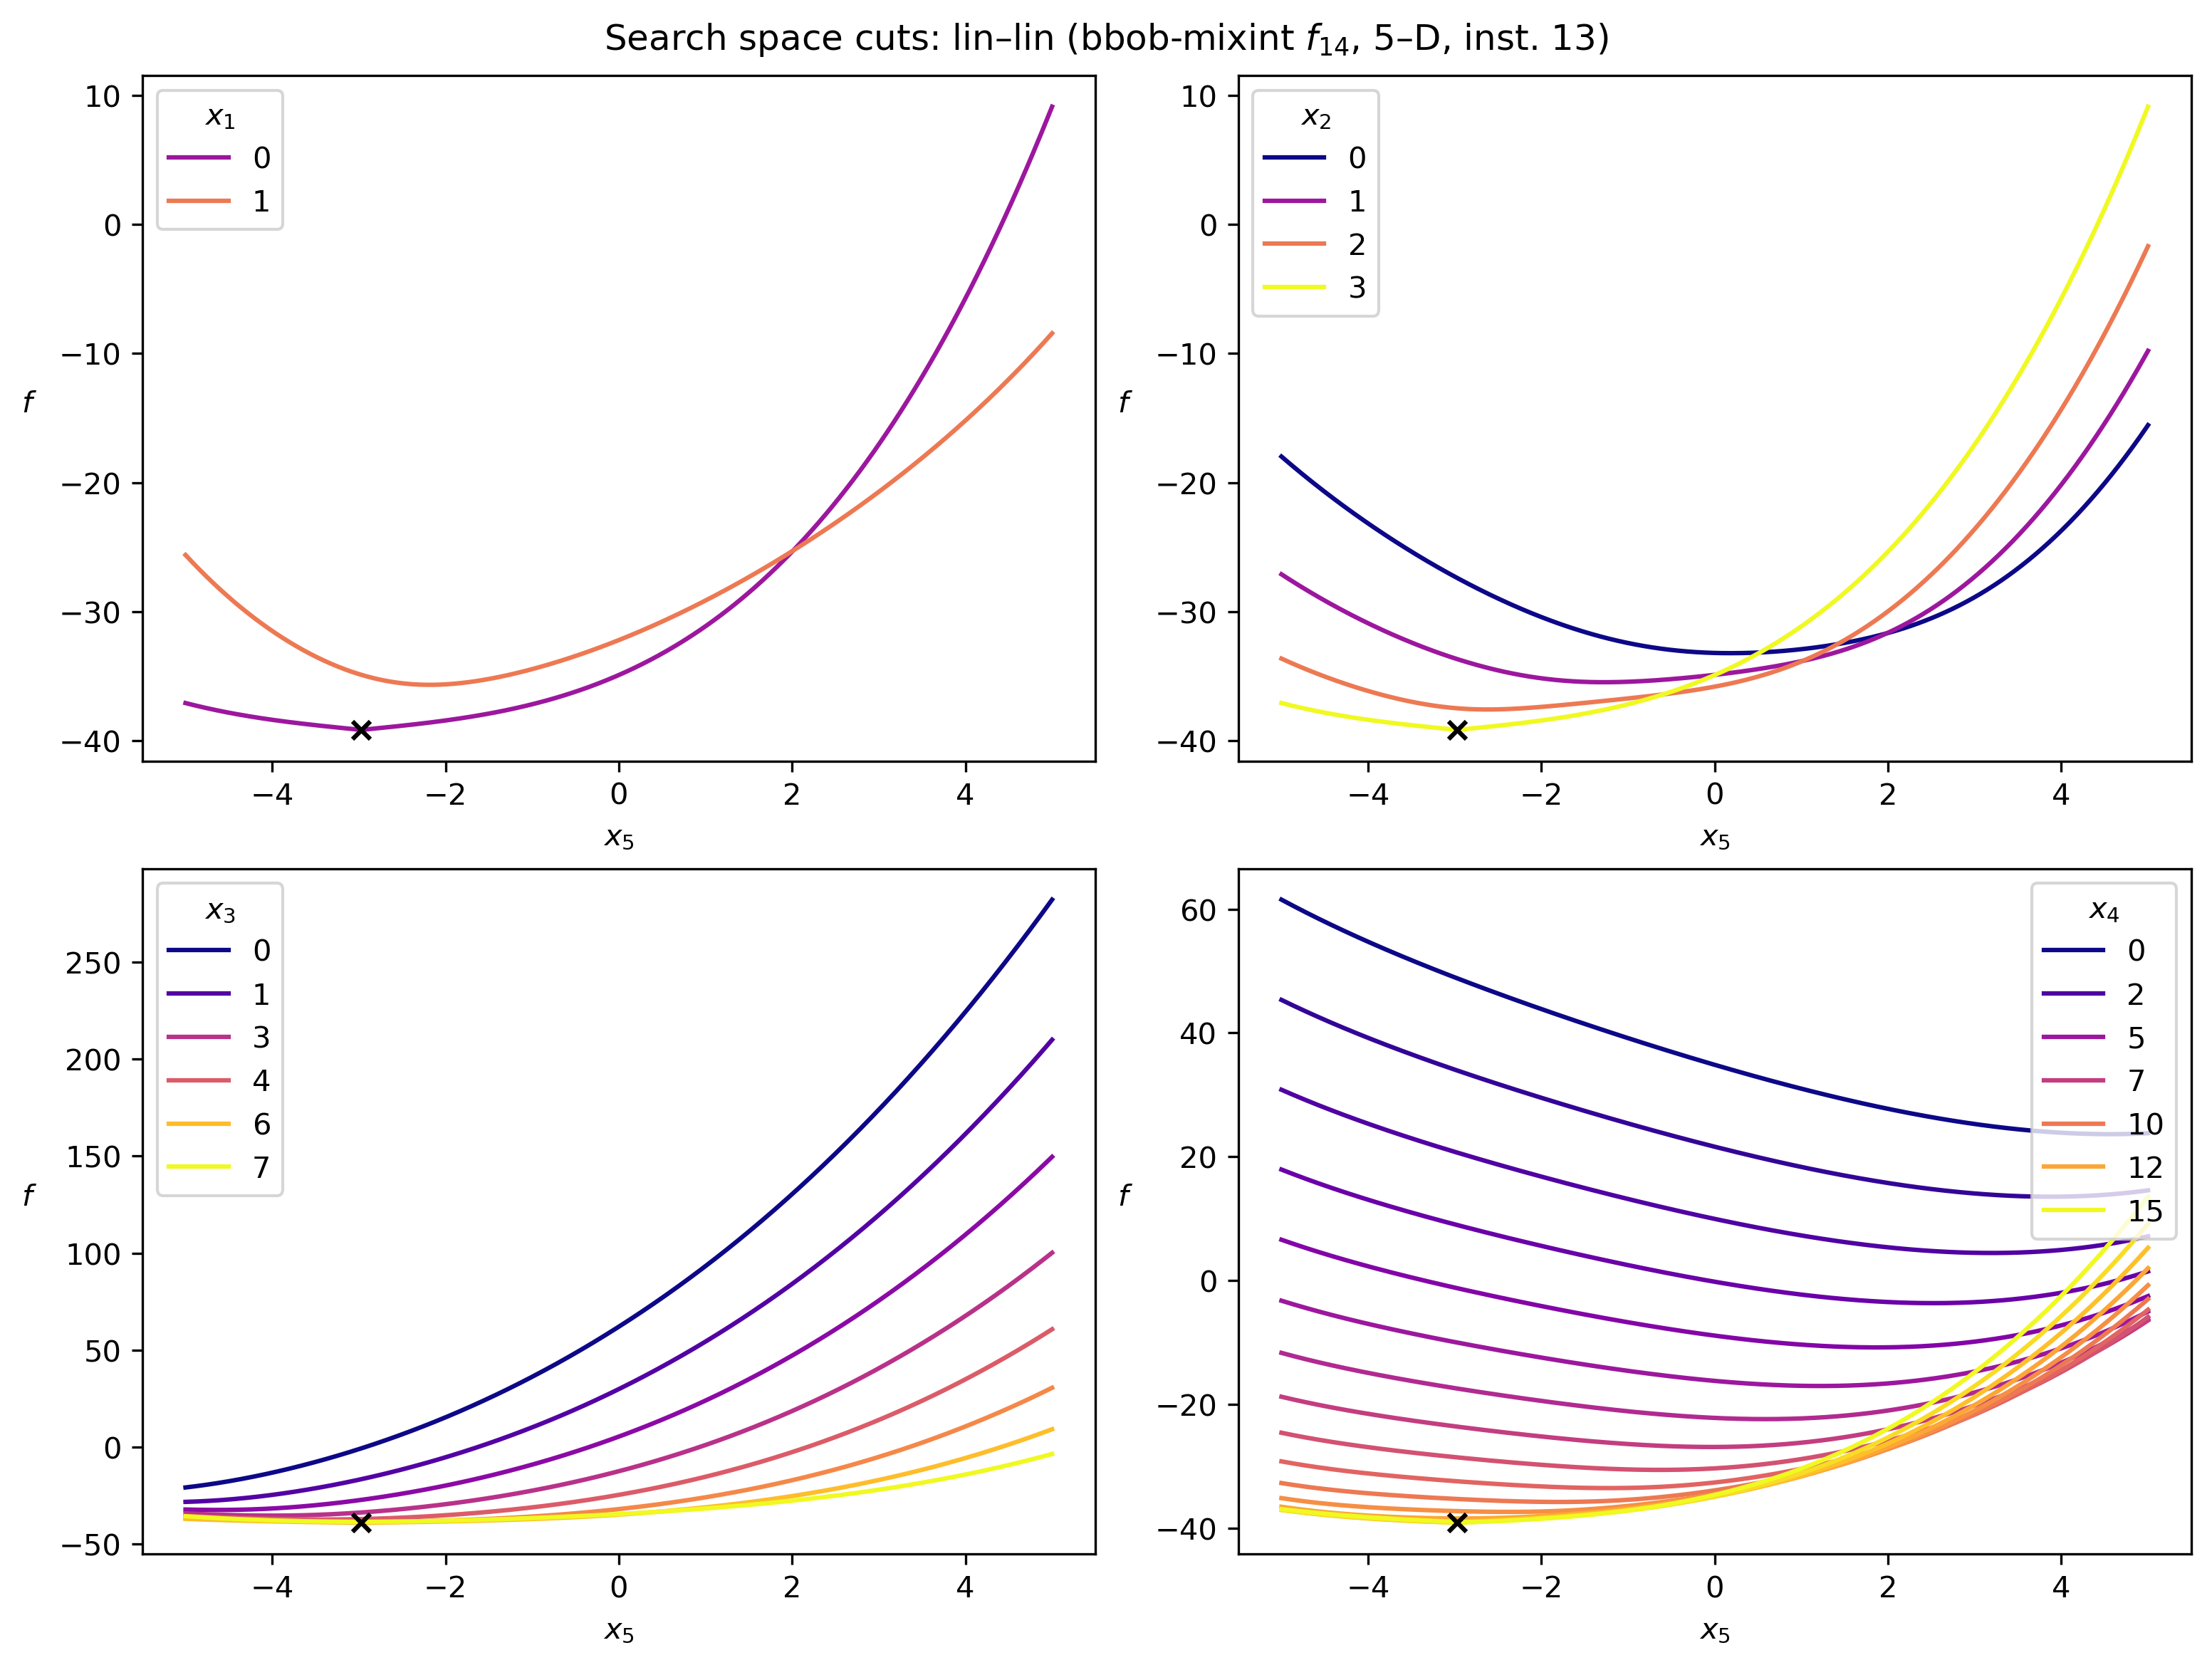 Search space cuts: lin–lin (bbob-mixint f14, 5–D, inst. 13)
10
0
−10
−20
−30
−40
f
x1
0
1
−4 −2 0 2 4
x5
10
0
−10
−20
−30
−40
f
x2
0
1
2
3
−4 −2 0 2 4
x5
250
200
150
100
50
0
−50
f
x3
0
1
3
4
6
7
−4 −2 0 2 4
x5
60
40
20
0
−20
−40
f
x4
0
2
5
7
10
12
15
−4 −2 0 2 4
x5